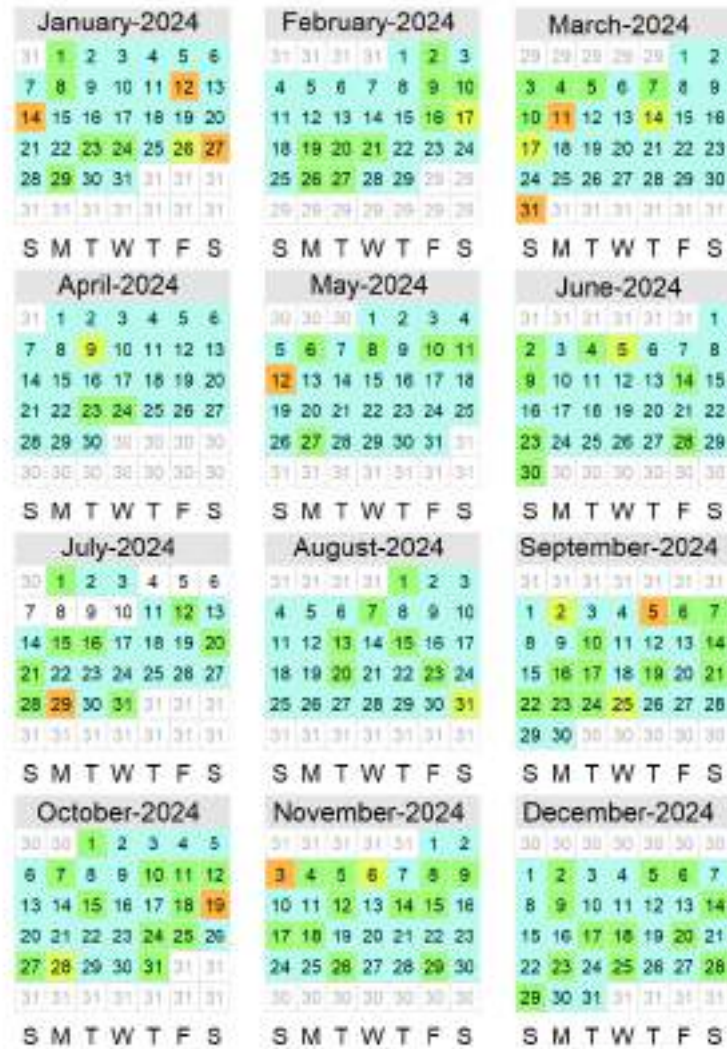 January-2024
31 1 2 3 4 5 6
7 8 9 10 11 12 13
14 15 16 17 18 19 20
21 22 23 24 25 26 27
28 29 30 31 31 31 31
31 31 31 31 31 31 31
S M T W T F S
February-2024
31 31 31 31 1 2 3
4 5 6 7 8 9 10
11 12 13 14 15 16 17
18 19 20 21 22 23 24
25 26 27 28 29 29 29
29 29 29 29 29 29 29
S M T W T F S
March-2024
29 29 29 29 29 1 2
3 4 5 6 7 8 9
10 11 12 13 14 15 16
17 18 19 20 21 22 23
24 25 26 27 28 29 30
31 31 31 31 31 31 31
S M T W T F S
April-2024
31 1 2 3 4 5 6
7 8 9 10 11 12 13
14 15 16 17 18 19 20
21 22 23 24 25 26 27
28 29 30 30 30 30 30
30 30 30 30 30 30 30
S M T W T F S
May-2024
30 30 30 1 2 3 4
5 6 7 8 9 10 11
12 13 14 15 16 17 18
19 20 21 22 23 24 25
26 27 28 29 30 31 31
31 31 31 31 31 31 31
S M T W T F S
June-2024
31 31 31 31 31 31 1
2 3 4 5 6 7 8
9 10 11 12 13 14 15
16 17 18 19 20 21 22
23 24 25 26 27 28 29
30 30 30 30 30 30 30
S M T W T F S
July-2024
30 1 2 3 4 5 6
7 8 9 10 11 12 13
14 15 16 17 18 19 20
21 22 23 24 25 26 27
28 29 30 31 31 31 31
31 31 31 31 31 31 31
S M T W T F S
August-2024
31 31 31 31 1 2 3
4 5 6 7 8 9 10
11 12 13 14 15 16 17
18 19 20 21 22 23 24
25 26 27 28 29 30 31
31 31 31 31 31 31 31
S M T W T F S
September-2024
31 31 31 31 31 31 31
1 2 3 4 5 6 7
8 9 10 11 12 13 14
15 16 17 18 19 20 21
22 23 24 25 26 27 28
29 30 30 30 30 30 30
S M T W T F S
October-2024
30 30 1 2 3 4 5
6 7 8 9 10 11 12
13 14 15 16 17 18 19
20 21 22 23 24 25 26
27 28 29 30 31 31 31
31 31 31 31 31 31 31
S M T W T F S
November-2024
31 31 31 31 31 1 2
3 4 5 6 7 8 9
10 11 12 13 14 15 16
17 18 19 20 21 22 23
24 25 26 27 28 29 30
30 30 30 30 30 30 30
S M T W T F S
December-2024
30 30 30 30 30 30 30
1 2 3 4 5 6 7
8 9 10 11 12 13 14
15 16 17 18 19 20 21
22 23 24 25 26 27 28
29 30 31 31 31 31 31
S M T W T F S